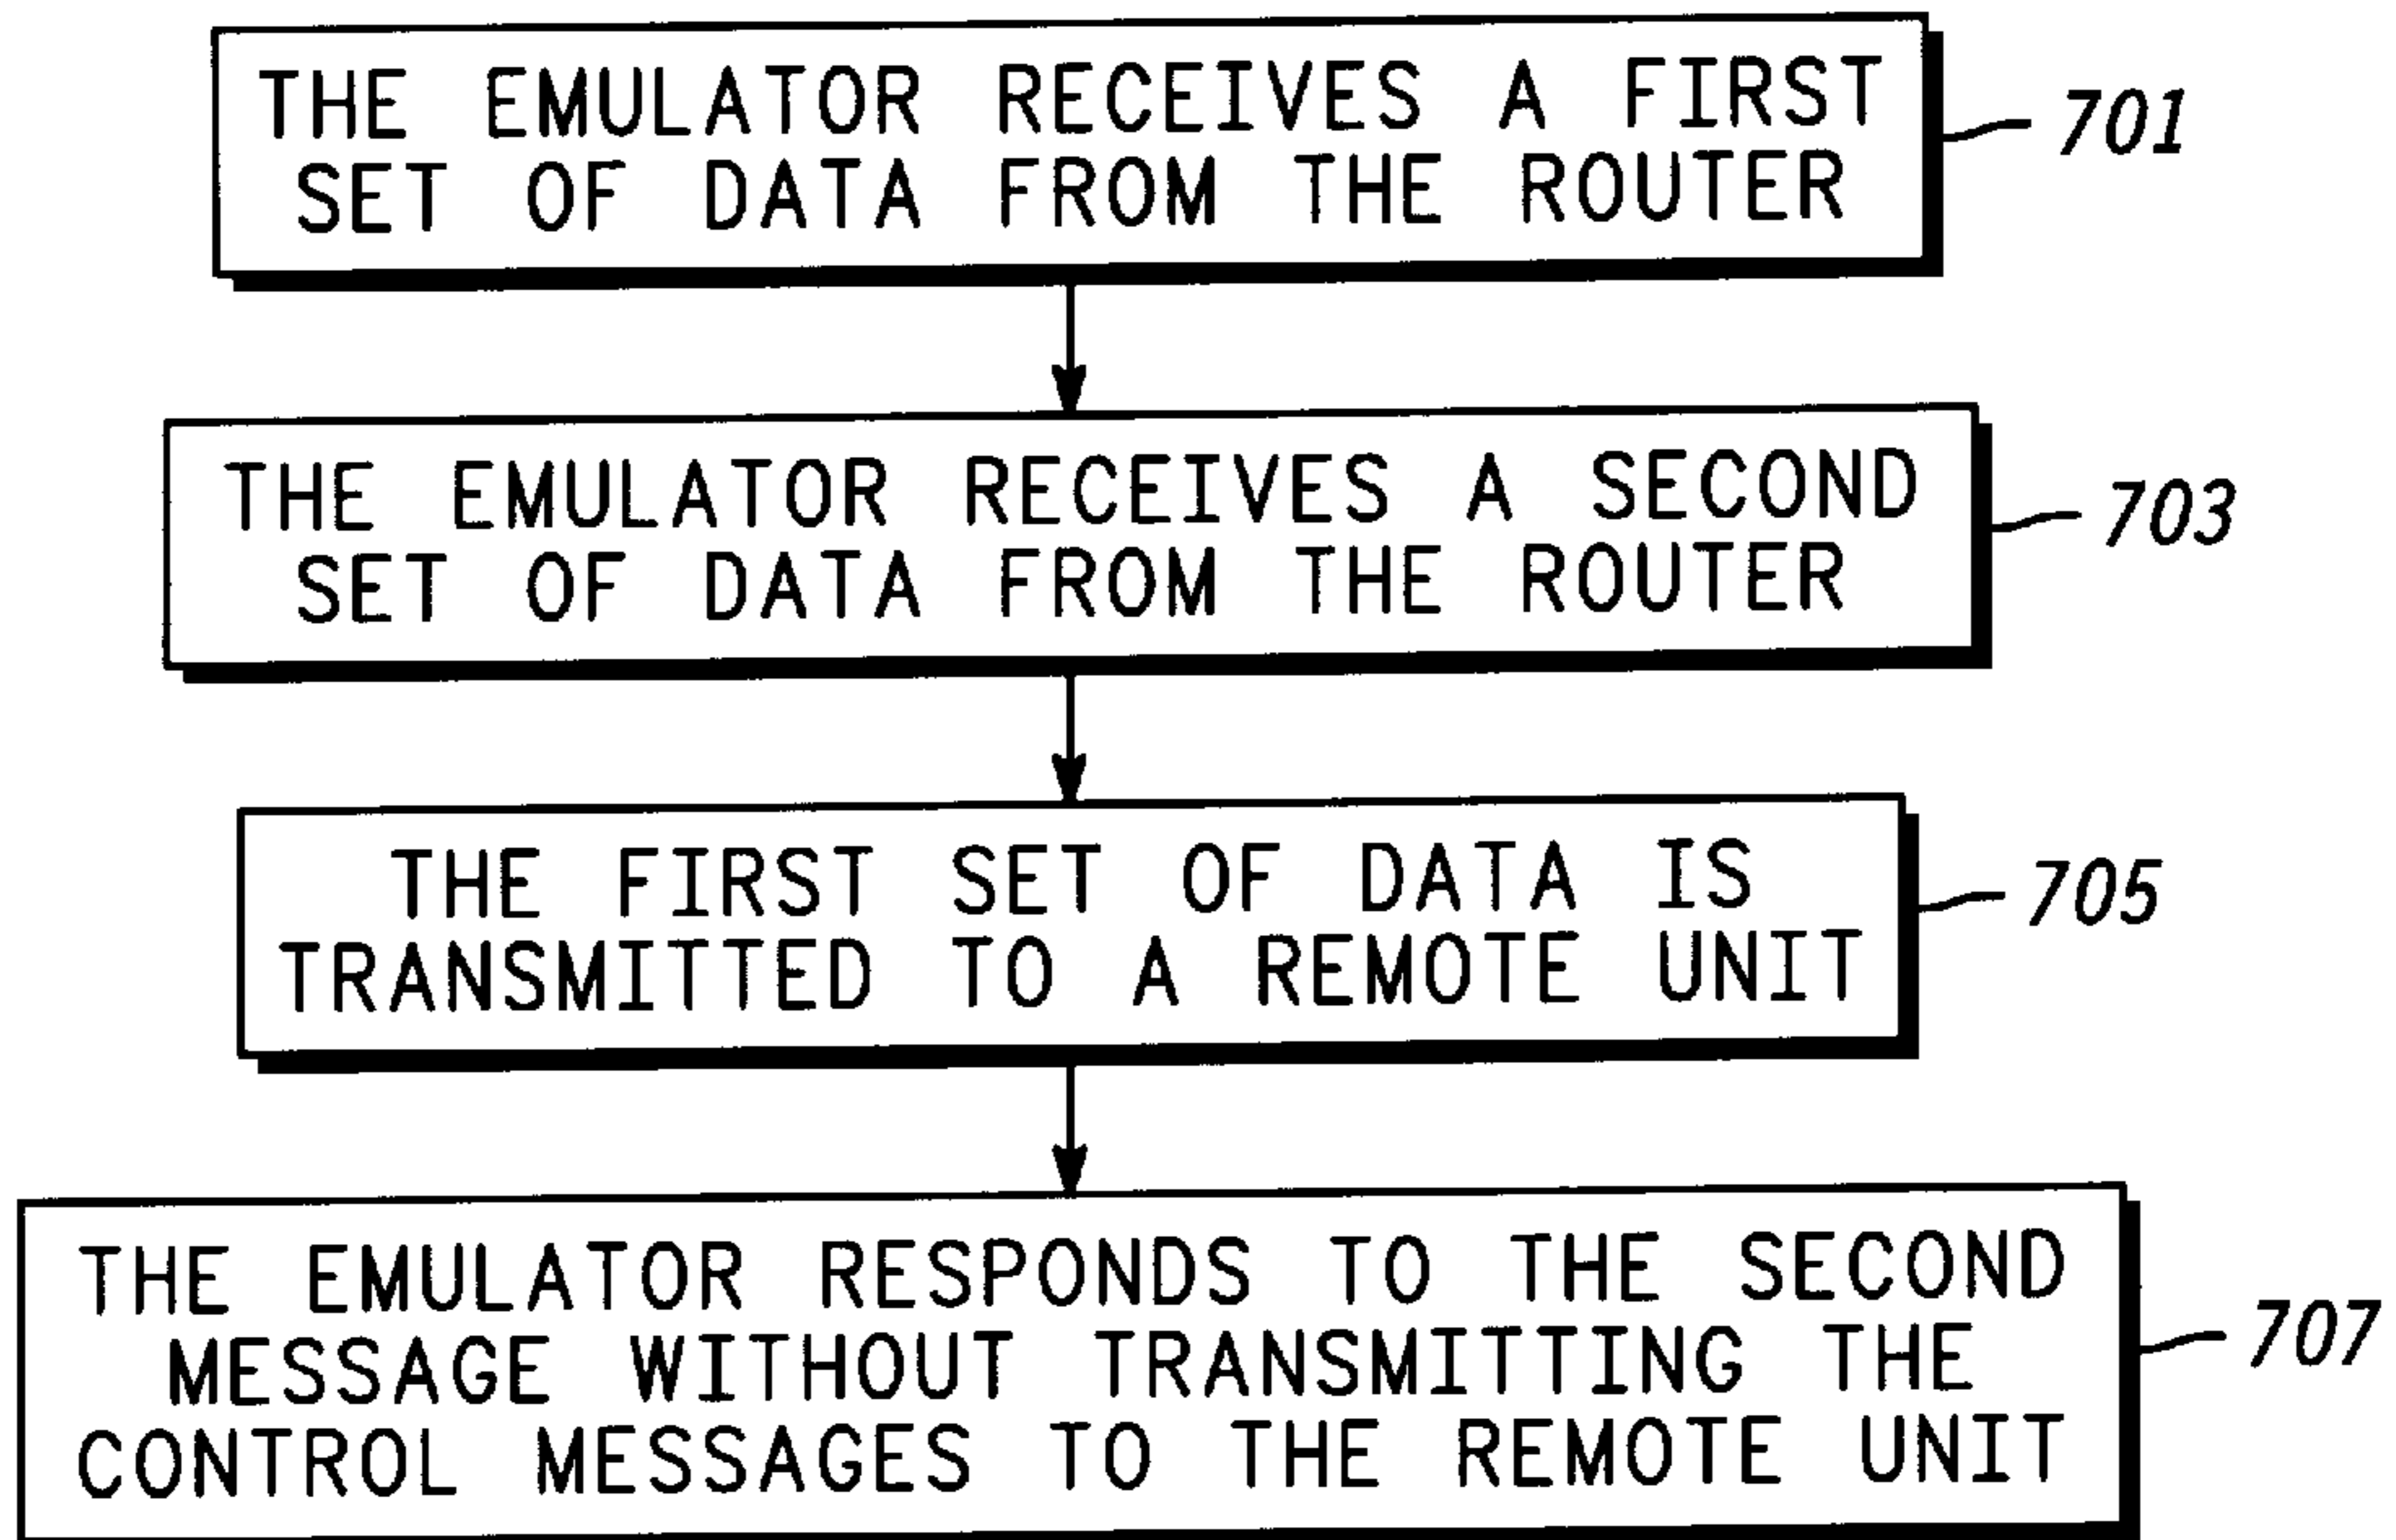 THE EMULATOR RECEIVES A FIRST
SET OF DATA FROM THE ROUTER
701
THE EMULATOR RECEIVES A SECOND
SET OF DATA FROM THE ROUTER
703
THE FIRST SET OF DATA IS
TRANSMITTED TO A REMOTE UNIT
705
THE EMULATOR RESPONDS TO THE SECOND
MESSAGE WITHOUT TRANSMITTING THE
CONTROL MESSAGES TO THE REMOTE UNIT
707